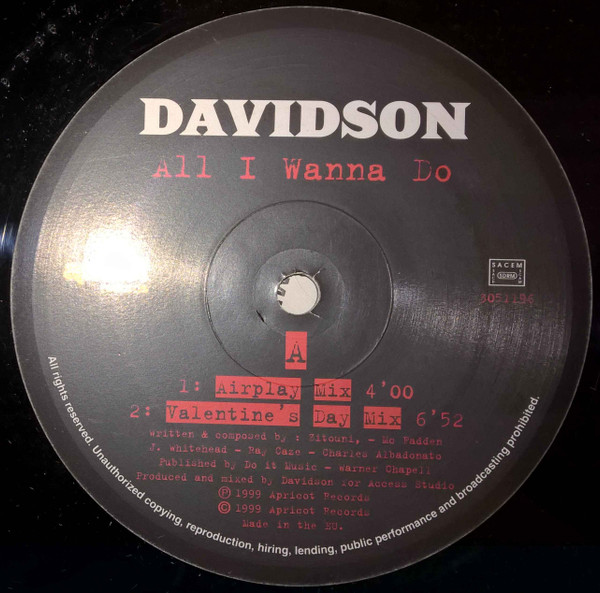 DAVIDSON
All I Wanna Do
SACEM
SDRM
3051196
A
1: Airplay Mix 4'00
2: Valentine's Day Mix 6'52
written & composed by : Zitouni, - Mc Fadden
J. whitehead - Ray Caze - Charles Albadonato
Published by Do it Music - Warner Chapell
Produced and mixed by Davidson for Access Studio
℗ 1999 Apricot Records
© 1999 Apricot Records
Made in the EU.
All rights reserved. Unauthorized copying, reproduction, hiring, lending, public performance and broadcasting prohibited.